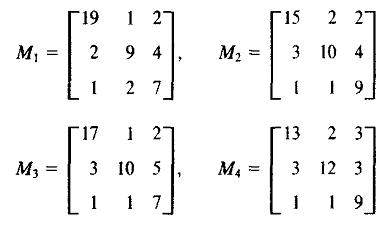 M₁ = [19 1 2; 2 9 4; 1 2 7], M₂ = [15 2 2; 3 10 4; 1 1 9]
M₃ = [17 1 2; 3 10 5; 1 1 7], M₄ = [13 2 3; 3 12 3; 1 1 9]